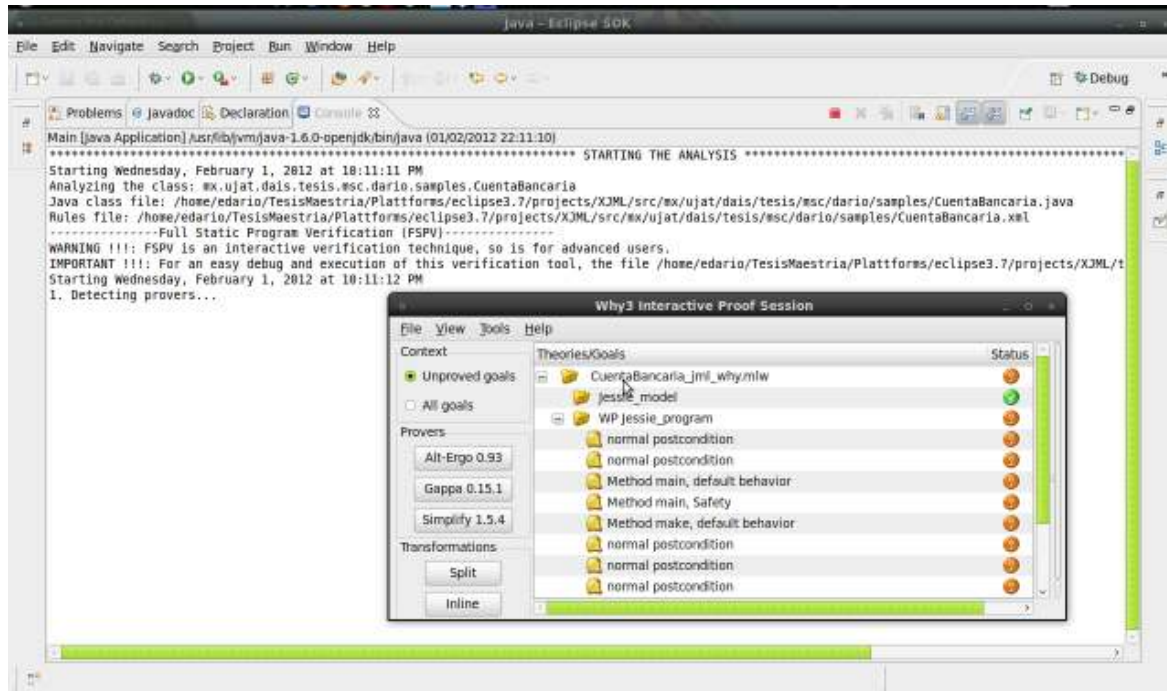 Java - Eclipse SDK
File Edit Navigate Search Project Run Window Help
Debug
Problems Javadoc Declaration Console
Main [Java Application] /usr/lib/jvm/java-1.6.0-openjdk/bin/java (01/02/2012 22:11:10)
STARTING THE ANALYSIS
Starting Wednesday, February 1, 2012 at 10:11:11 PM
Analyzing the class: mx.ujat.dais.tesis.msc.dario.samples.CuentaBancaria
Java class file: /home/edario/TesisMaestria/Plattforms/eclipse3.7/projects/XJML/src/mx/ujat/dais/tesis/msc/dario/samples/CuentaBancaria.java
Rules file: /home/edario/TesisMaestria/Plattforms/eclipse3.7/projects/XJML/src/mx/ujat/dais/tesis/msc/dario/samples/CuentaBancaria.xml
---------------Full Static Program Verification (FSPV)---------------
WARNING !!!: FSPV is an interactive verification technique, so is for advanced users.
IMPORTANT !!!: For an easy debug and execution of this verification tool, the file /home/edario/TesisMaestria/Plattforms/eclipse3.7/projects/XJML/t
Starting Wednesday, February 1, 2012 at 10:11:12 PM
1. Detecting provers...
Why3 Interactive Proof Session
File View Tools Help
Context
Unproved goals
All goals
Provers
Alt-Ergo 0.93
Gappa 0.15.1
Simplify 1.5.4
Transformations
Split
Inline
Theories/Goals Status
CuentaBancaria_jml_why.mlw
Jessie_model
WP Jessie_program
normal postcondition
normal postcondition
Method main, default behavior
Method main, Safety
Method make, default behavior
normal postcondition
normal postcondition
normal postcondition